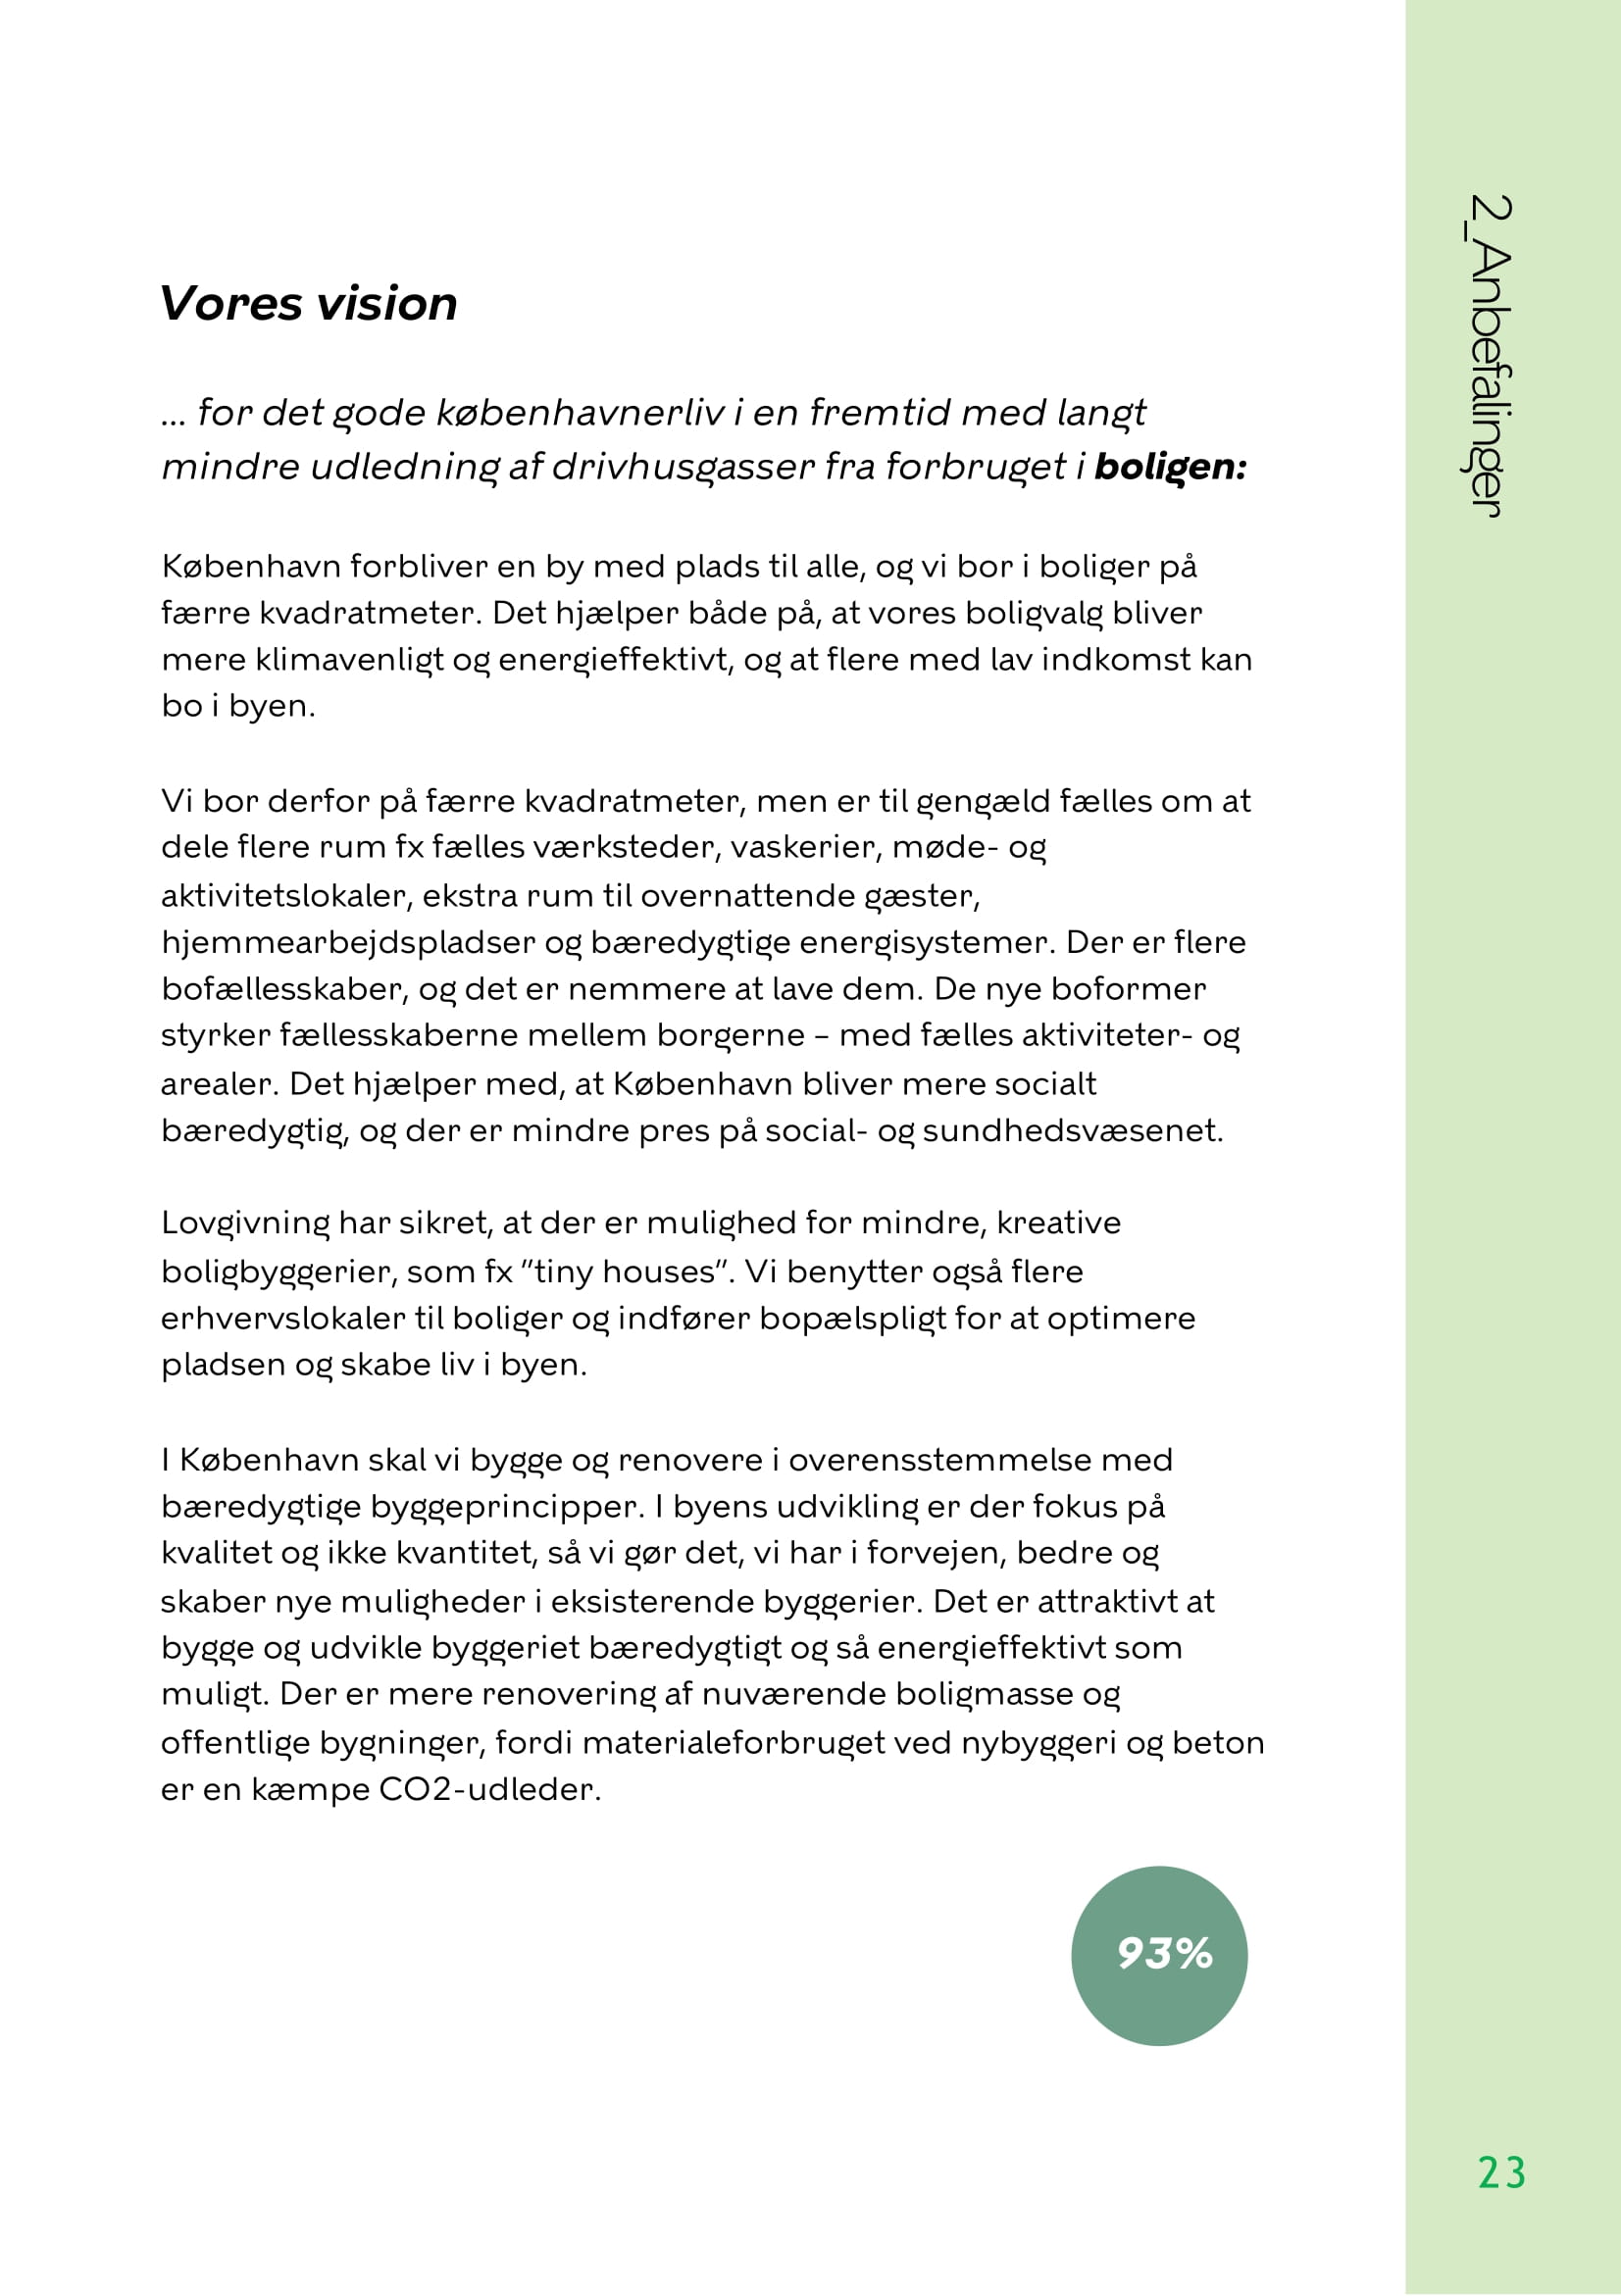 2_Anbefalinger
Vores vision
... for det gode københavnerliv i en fremtid med langt
mindre udledning af drivhusgasser fra forbruget i boligen:
København forbliver en by med plads til alle, og vi bor i boliger på
færre kvadratmeter. Det hjælper både på, at vores boligvalg bliver
mere klimavenligt og energieffektivt, og at flere med lav indkomst kan
bo i byen.
Vi bor derfor på færre kvadratmeter, men er til gengæld fælles om at
dele flere rum fx fælles værksteder, vaskerier, møde- og
aktivitetslokaler, ekstra rum til overnattende gæster,
hjemmearbejdspladser og bæredygtige energisystemer. Der er flere
bofællesskaber, og det er nemmere at lave dem. De nye boformer
styrker fællesskaberne mellem borgerne – med fælles aktiviteter- og
arealer. Det hjælper med, at København bliver mere socialt
bæredygtig, og der er mindre pres på social- og sundhedsvæsenet.
Lovgivning har sikret, at der er mulighed for mindre, kreative
boligbyggerier, som fx ”tiny houses”. Vi benytter også flere
erhvervslokaler til boliger og indfører bopælspligt for at optimere
pladsen og skabe liv i byen.
I København skal vi bygge og renovere i overensstemmelse med
bæredygtige byggeprincipper. I byens udvikling er der fokus på
kvalitet og ikke kvantitet, så vi gør det, vi har i forvejen, bedre og
skaber nye muligheder i eksisterende byggerier. Det er attraktivt at
bygge og udvikle byggeriet bæredygtigt og så energieffektivt som
muligt. Der er mere renovering af nuværende boligmasse og
offentlige bygninger, fordi materialeforbruget ved nybyggeri og beton
er en kæmpe CO2-udleder.
93%
23